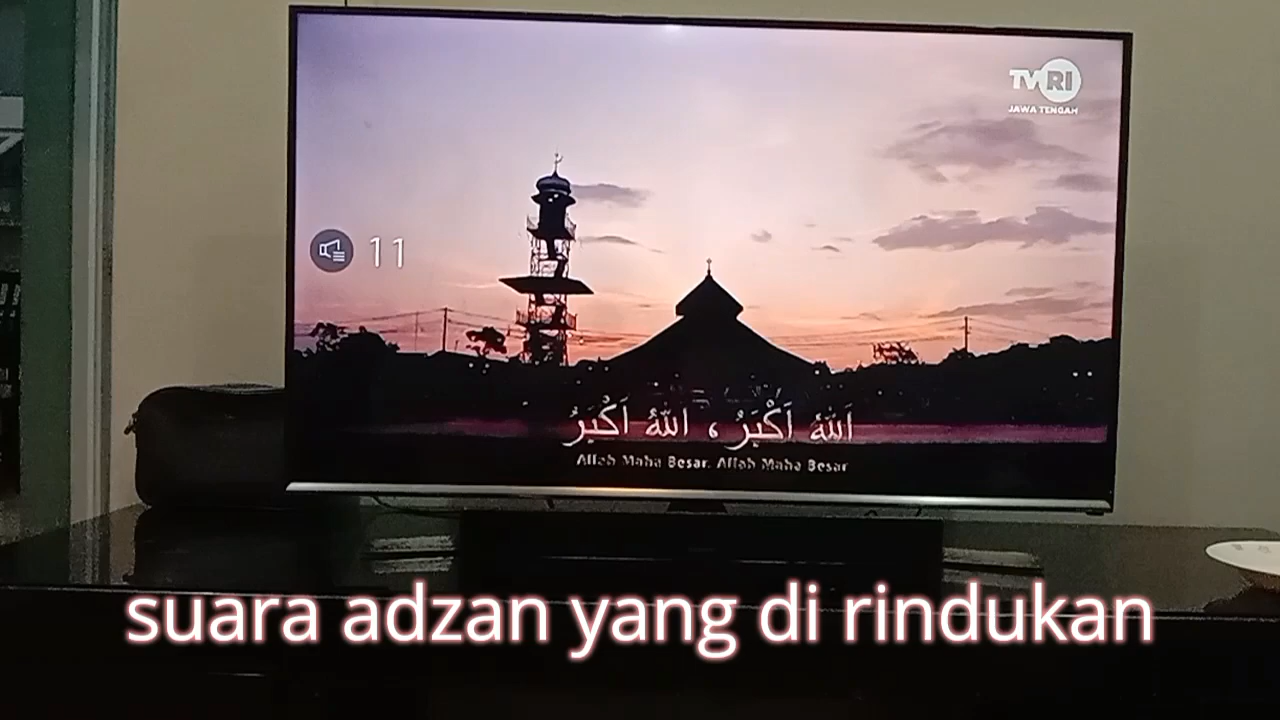 TVRI
JAWA TENGAH
11
اَللّٰهُ اَكْبَرُ ، اَللّٰهُ اَكْبَرُ
Allah Maha Besar. Allah Maha Besar
suara adzan yang di rindukan